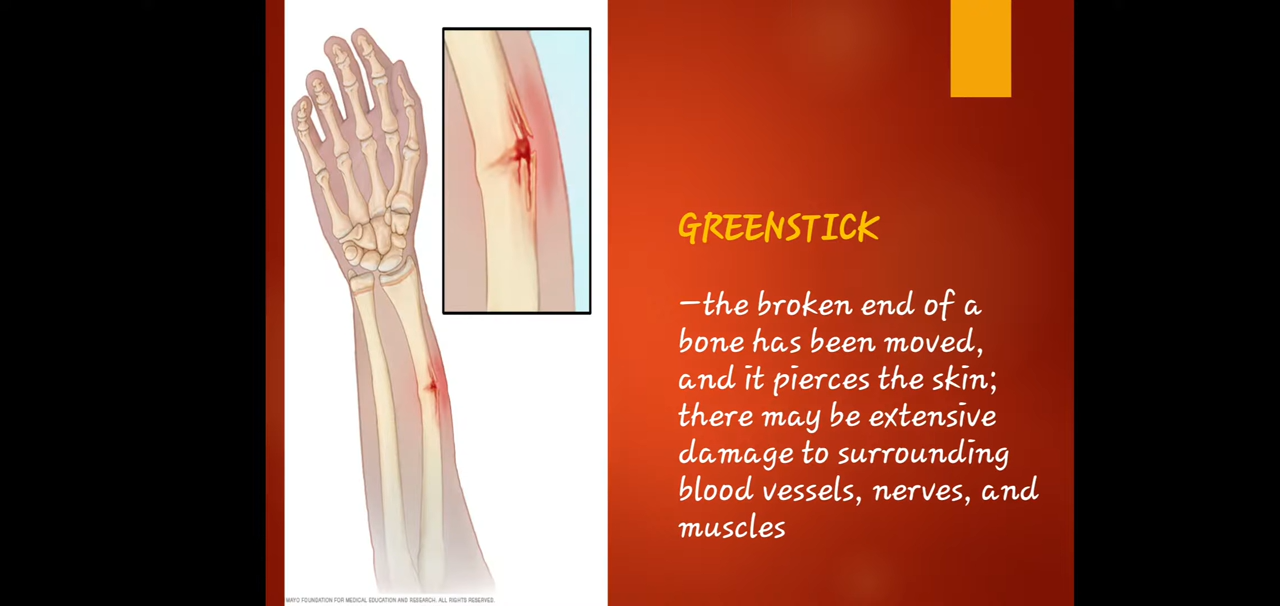 GREENSTICK
–the broken end of a
bone has been moved,
and it pierces the skin;
there may be extensive
damage to surrounding
blood vessels, nerves, and
muscles
MAYO FOUNDATION FOR MEDICAL EDUCATION AND RESEARCH. ALL RIGHTS RESERVED.